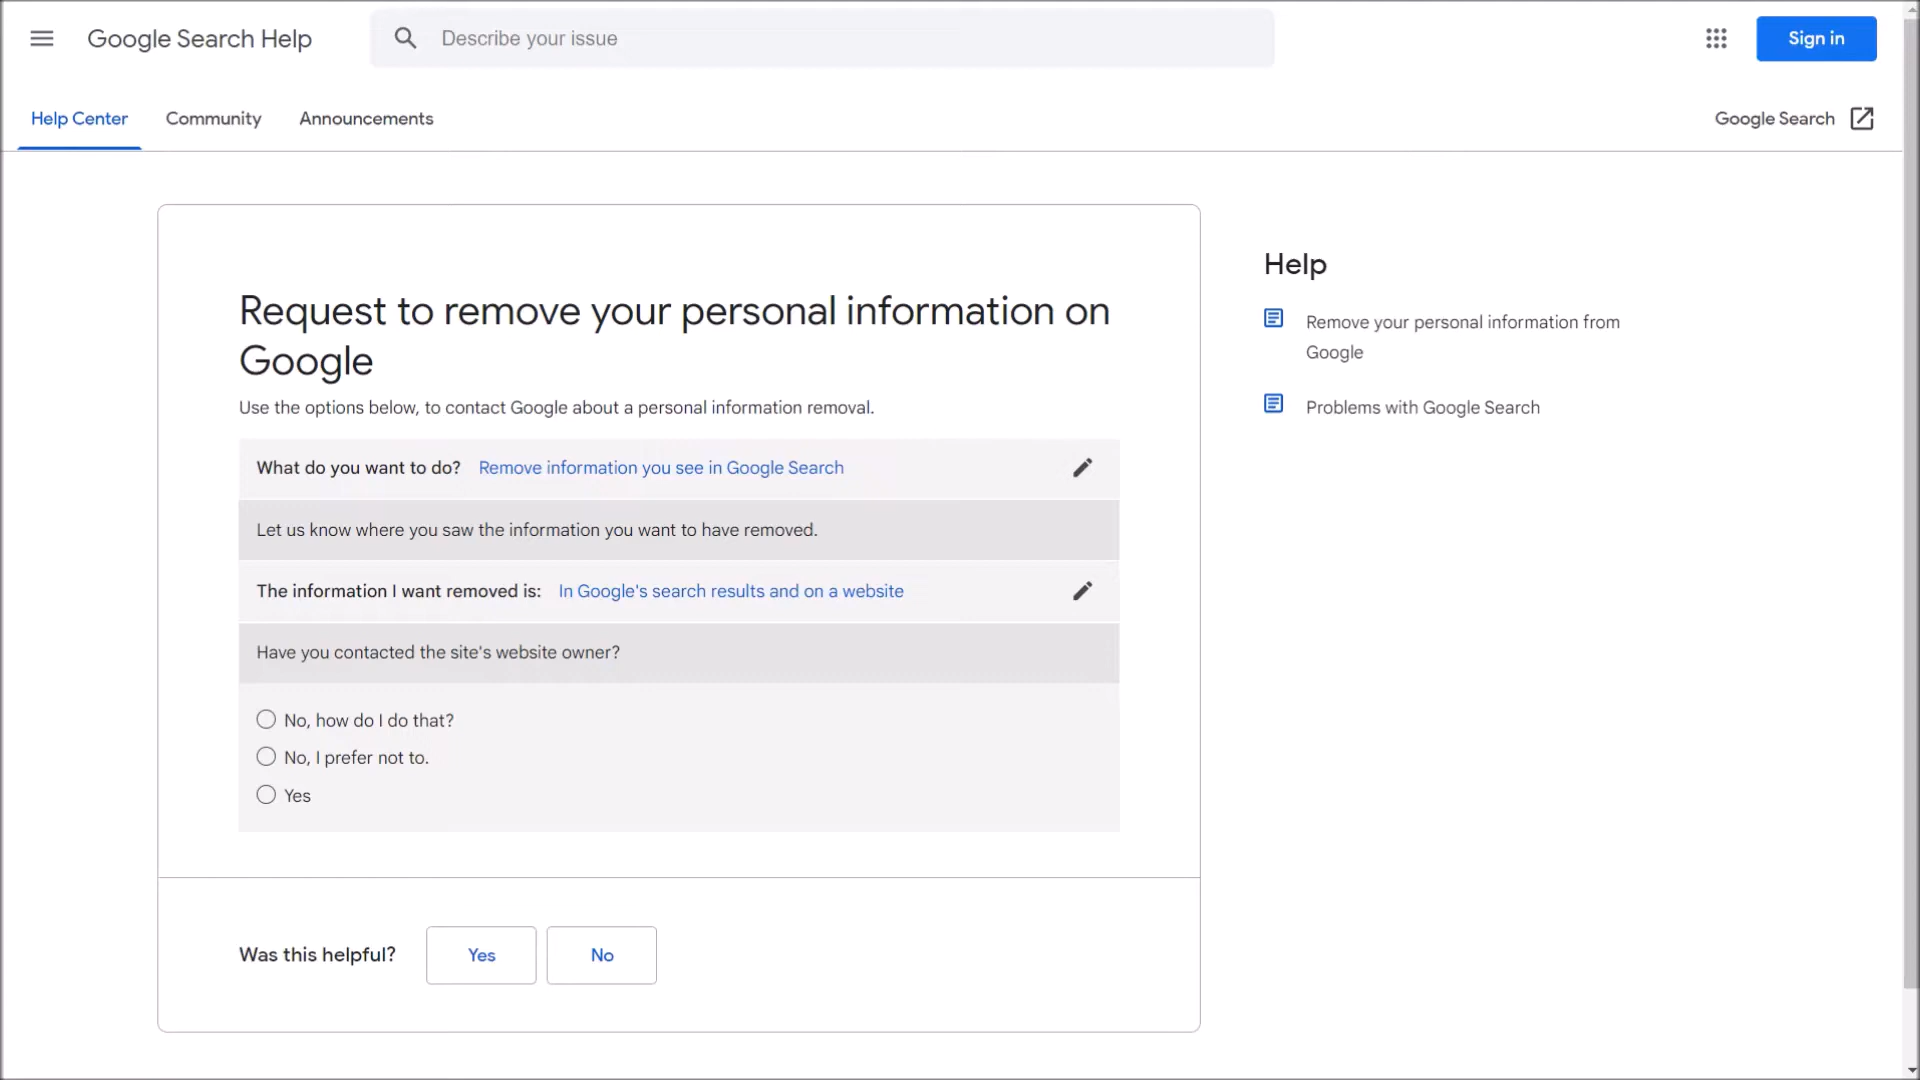 Google Search Help
Describe your issue
Sign in
Help Center
Community
Announcements
Google Search
Request to remove your personal information on
Google
Use the options below, to contact Google about a personal information removal.
What do you want to do? Remove information you see in Google Search
Let us know where you saw the information you want to have removed.
The information I want removed is: In Google's search results and on a website
Have you contacted the site's website owner?
No, how do I do that?
No, I prefer not to.
Yes
Was this helpful?
Yes
No
Help
Remove your personal information from
Google
Problems with Google Search